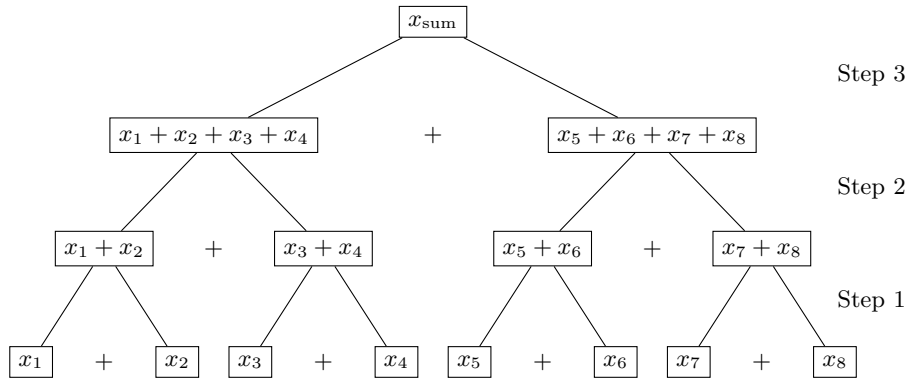 x_sum
Step 3
x_1 + x_2 + x_3 + x_4 + x_5 + x_6 + x_7 + x_8
Step 2
x_1 + x_2 + x_3 + x_4 x_5 + x_6 + x_7 + x_8
Step 1
x_1 + x_2 x_3 + x_4 x_5 + x_6 x_7 + x_8